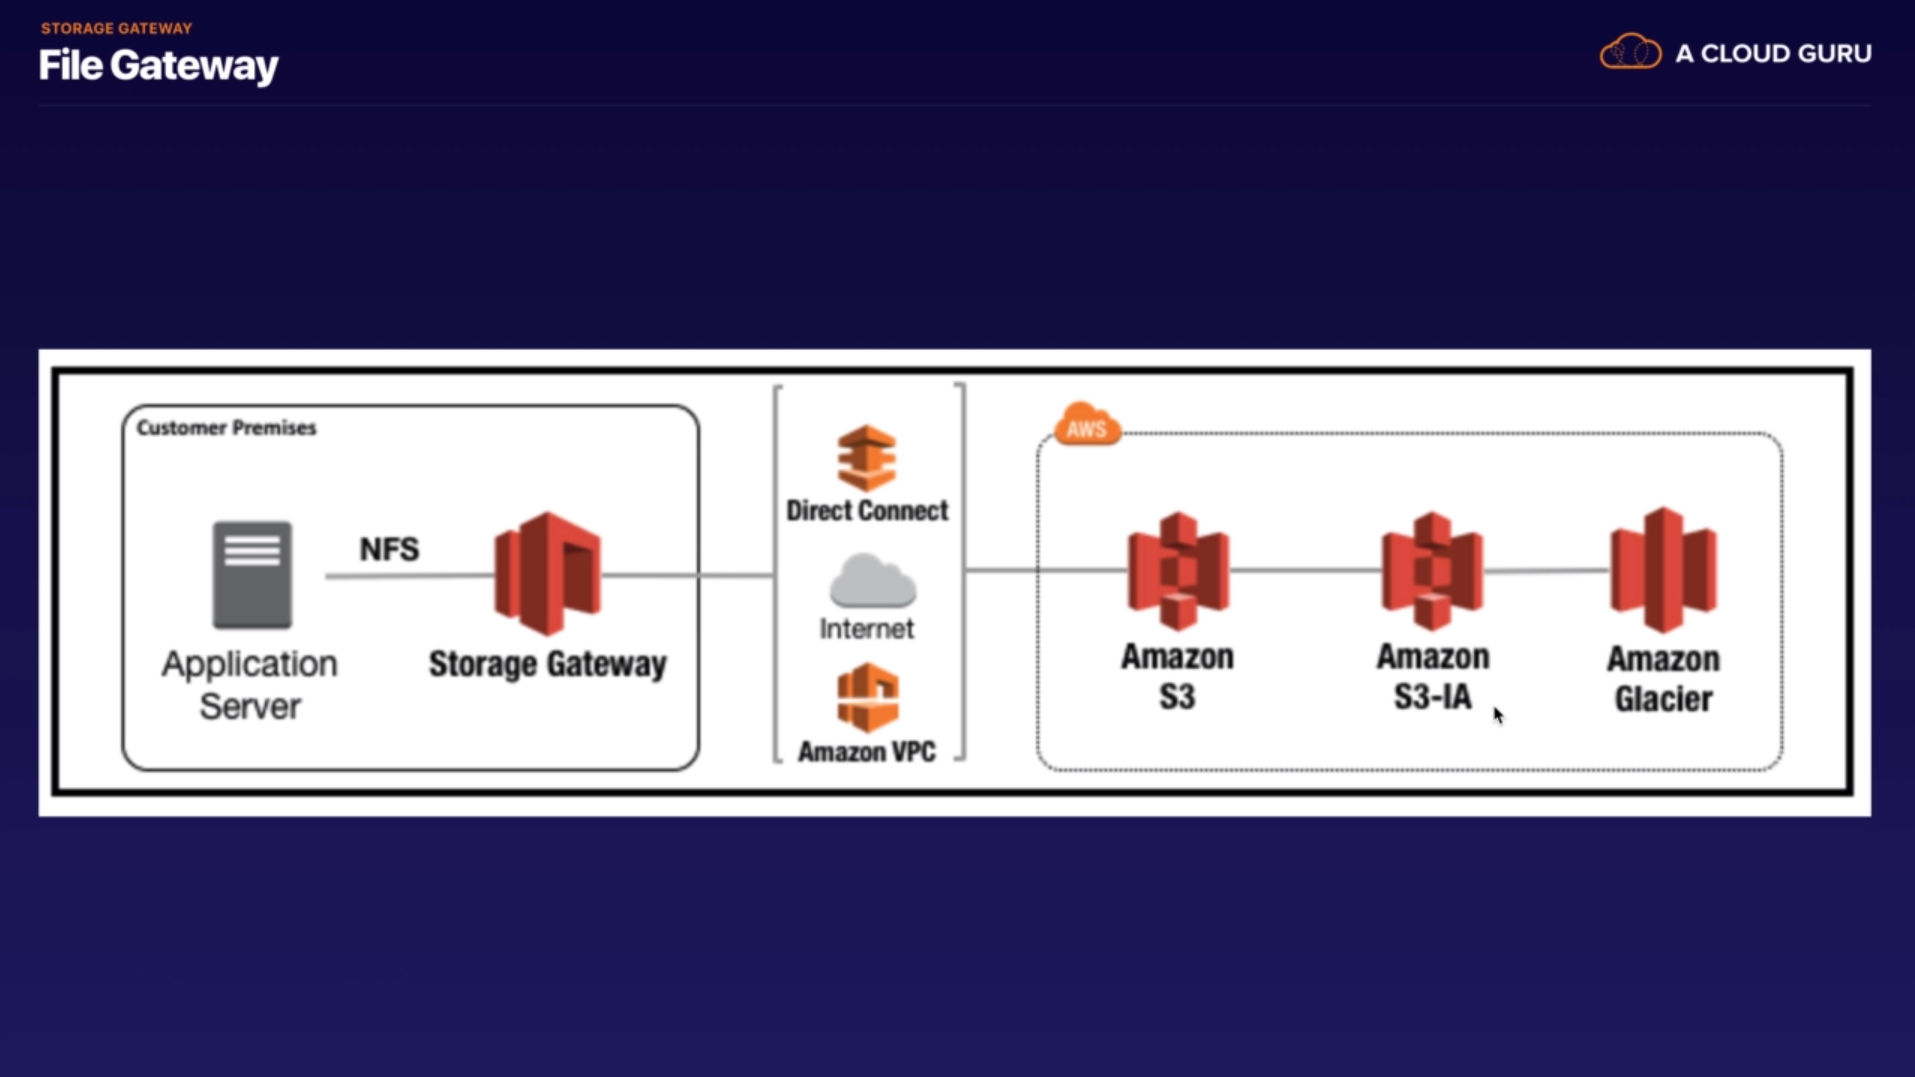 STORAGE GATEWAY
File Gateway
A CLOUD GURU
Customer Premises
NFS
Application
Server
Storage Gateway
Direct Connect
Internet
Amazon VPC
AWS
Amazon
S3
Amazon
S3-IA
Amazon
Glacier